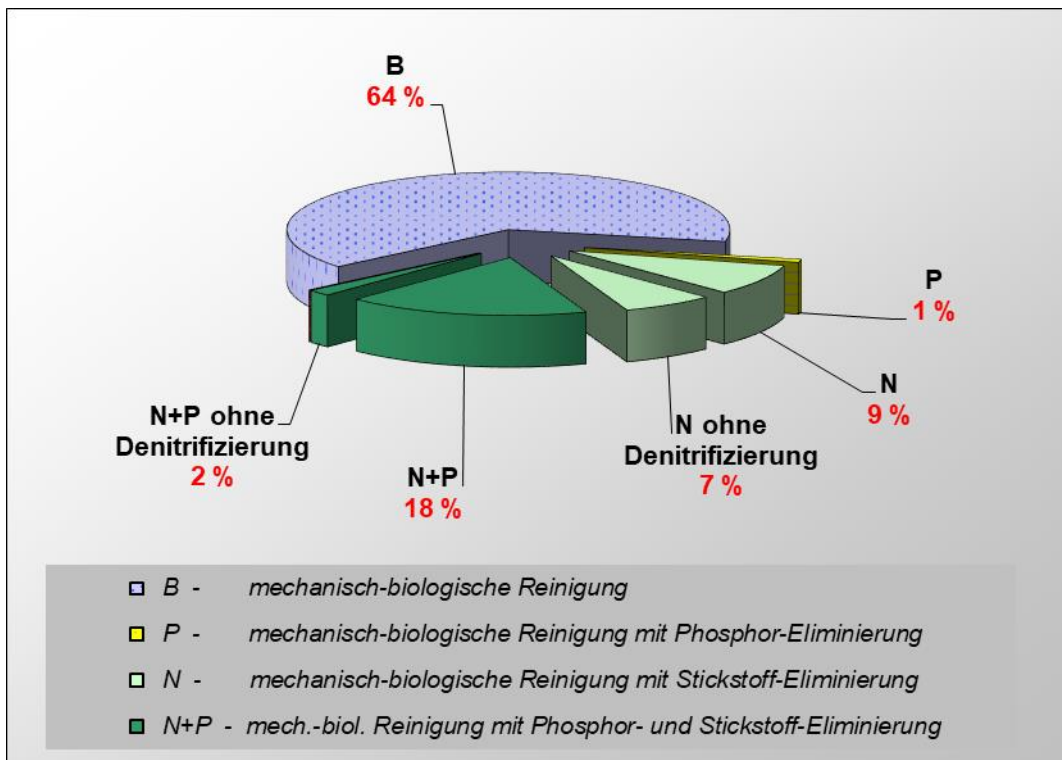 B
64 %
P
1 %
N
9 %
N ohne
Denitrifizierung
7 %
N+P
18 %
N+P ohne
Denitrifizierung
2 %
B - mechanisch-biologische Reinigung
P - mechanisch-biologische Reinigung mit Phosphor-Eliminierung
N - mechanisch-biologische Reinigung mit Stickstoff-Eliminierung
N+P - mech.-biol. Reinigung mit Phosphor- und Stickstoff-Eliminierung